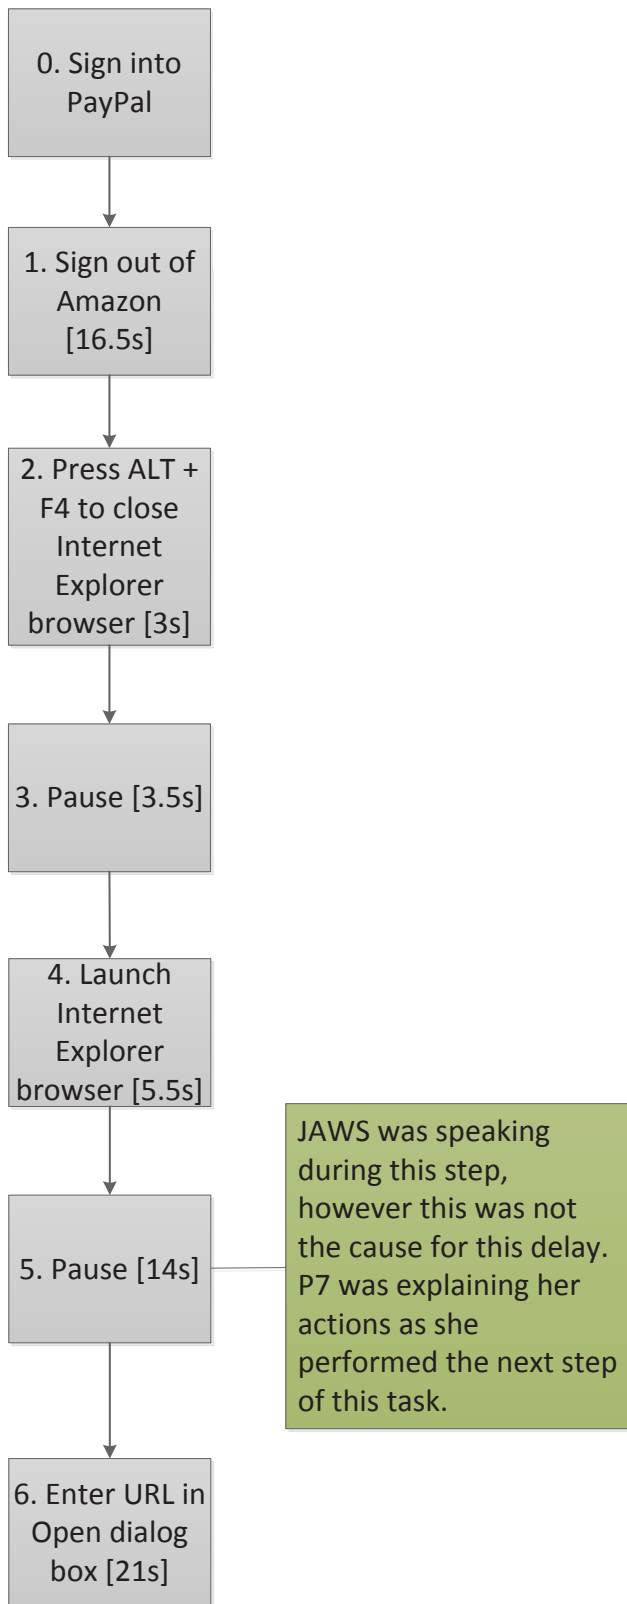 0. Sign into
PayPal
1. Sign out of
Amazon
[16.5s]
2. Press ALT +
F4 to close
Internet
Explorer
browser [3s]
3. Pause [3.5s]
4. Launch
Internet
Explorer
browser [5.5s]
5. Pause [14s]
JAWS was speaking
during this step,
however this was not
the cause for this delay.
P7 was explaining her
actions as she
performed the next step
of this task.
6. Enter URL in
Open dialog
box [21s]